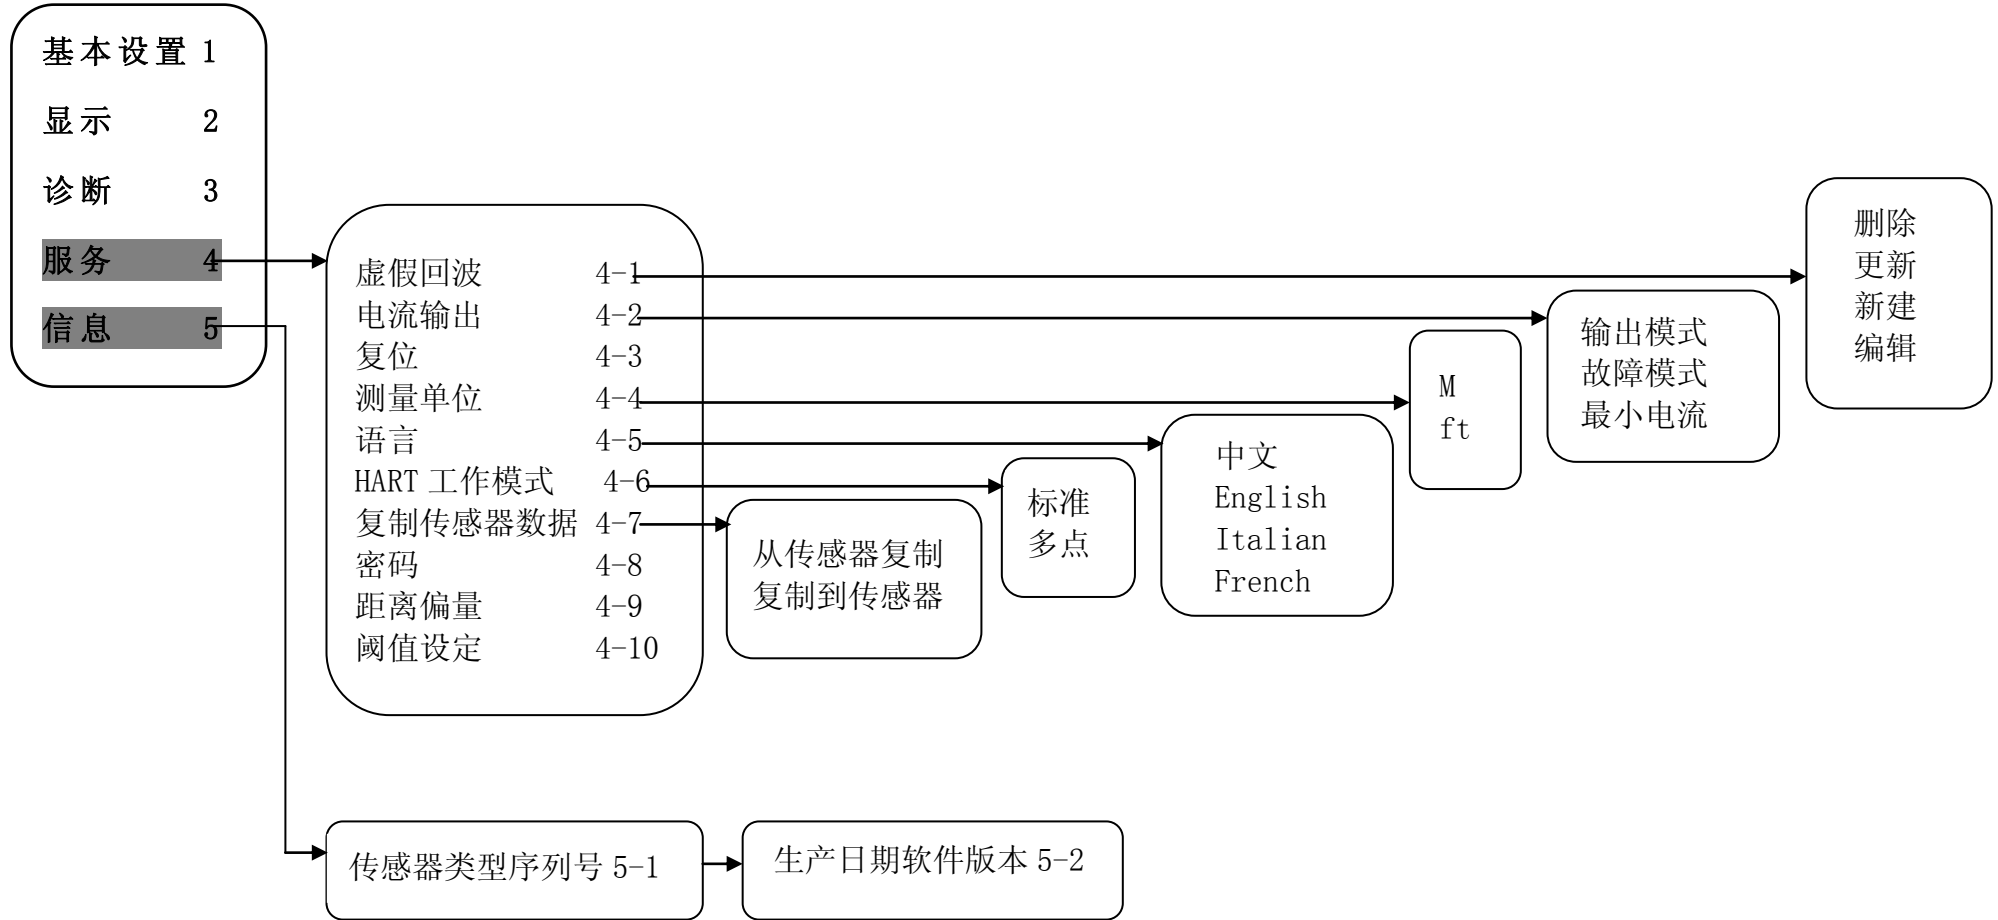 基本设置 1
显示 2
诊断 3
服务 4
信息 5
虚假回波 4-1
电流输出 4-2
复位 4-3
测量单位 4-4
语言 4-5
HART 工作模式 4-6
复制传感器数据 4-7
密码 4-8
距离偏量 4-9
阈值设定 4-10
从传感器复制
复制到传感器
标准
多点
中文
English
Italian
French
M
ft
输出模式
故障模式
最小电流
删除
更新
新建
编辑
传感器类型序列号 5-1
生产日期软件版本 5-2